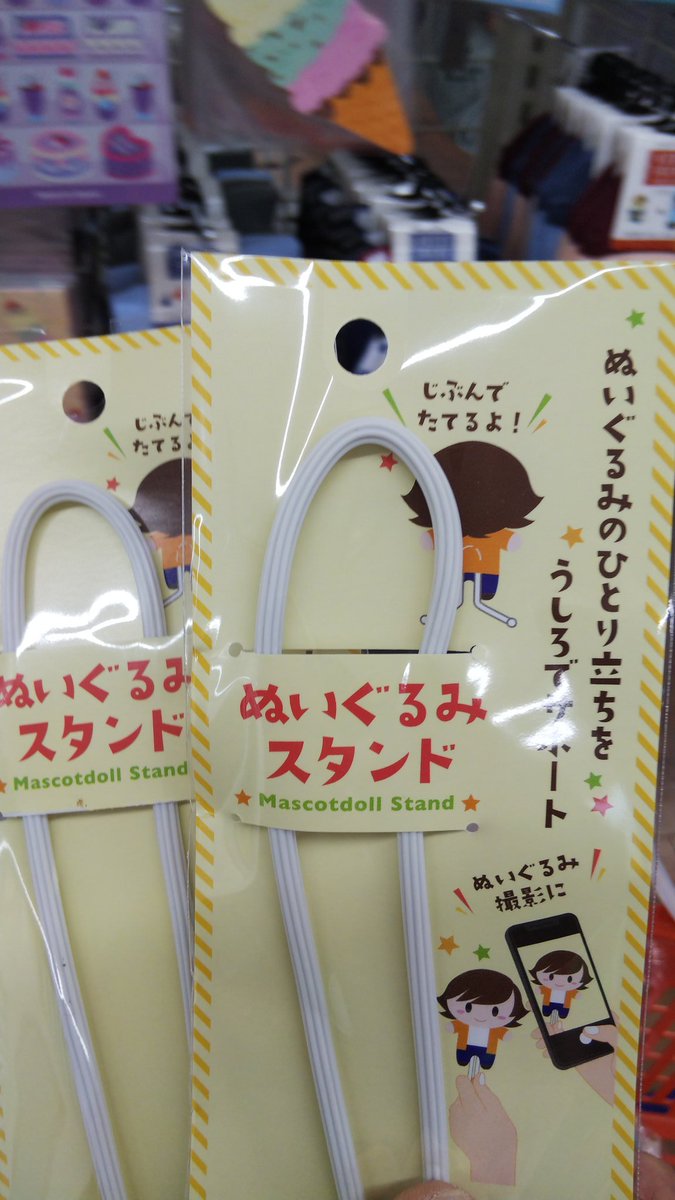 じぶんで
たてるよ！
ぬいぐるみのひとり立ちを
うしろでサポート
ぬいぐるみ
スタンド
Mascotdoll Stand
ぬいぐるみ
撮影に
じぶんで
たてるよ
ぬいぐるみ
スタンド
Mascotdoll Stand